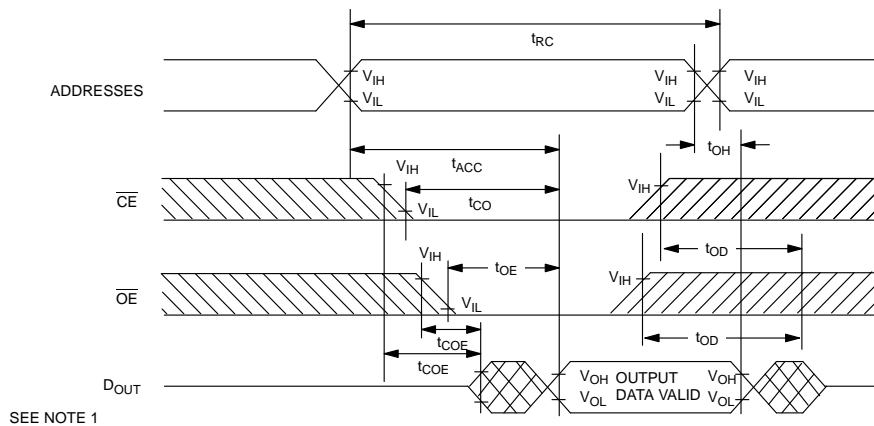 tRC
ADDRESSES
VIH
VIL
VIH
VIL
VIH
VIL
tOH
tACC
CE
VIH
VIL
tCO
VIH
tOD
OE
VIH
VIL
tOE
VIH
tOD
tCOE
tCOE
DOUT
VOH
VOL
OUTPUT
DATA VALID
VOH
VOL
SEE NOTE 1